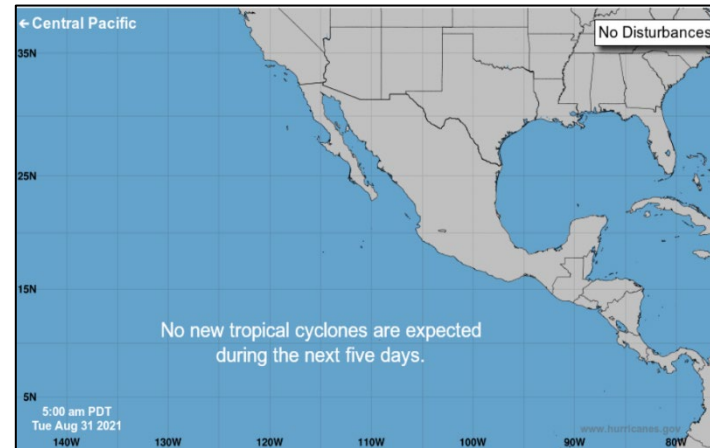 ← Central Pacific
No Disturbances
35N
25N
15N
No new tropical cyclones are expected
during the next five days.
5N
5:00 am PDT
Tue Aug 31 2021
www.hurricanes.gov
140W 130W 120W 110W 100W 90W 80W